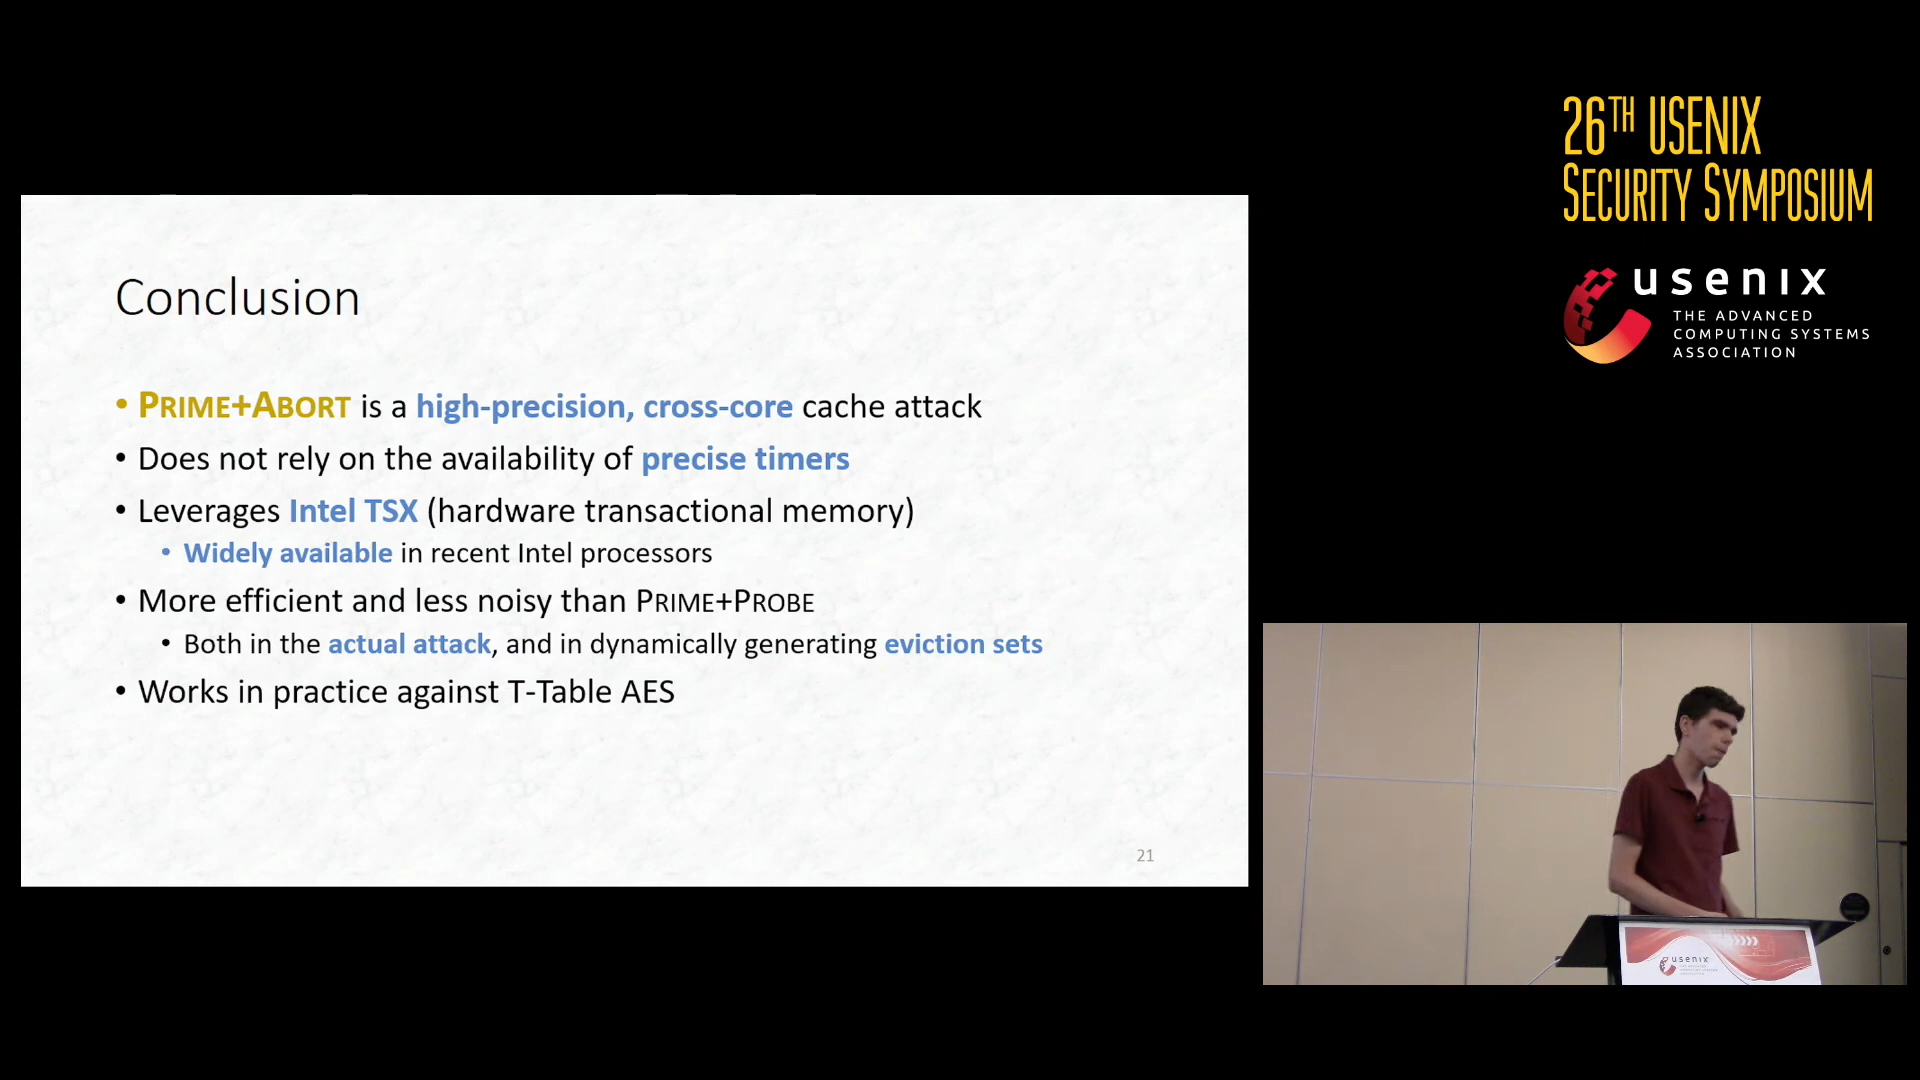 26TH USENIX
SECURITY SYMPOSIUM
usenix
THE ADVANCED
COMPUTING SYSTEMS
ASSOCIATION
Conclusion
• PRIME+ABORT is a high-precision, cross-core cache attack
• Does not rely on the availability of precise timers
• Leverages Intel TSX (hardware transactional memory)
• Widely available in recent Intel processors
• More efficient and less noisy than PRIME+PROBE
• Both in the actual attack, and in dynamically generating eviction sets
• Works in practice against T-Table AES
21
usenix